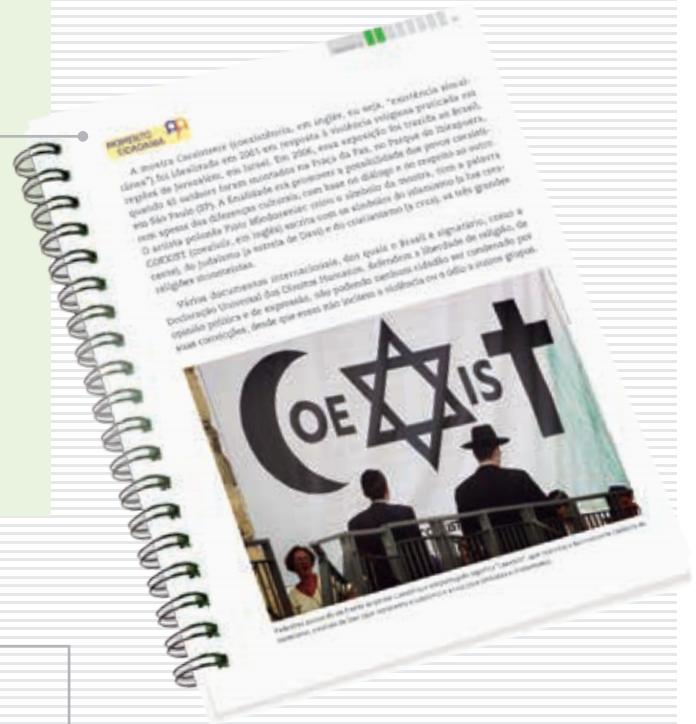 MOMENTO
CIDADANIA
A mostra Coexistence (coexistência, em inglês, ou seja, "existência simul-
tânea") foi idealizada em 2001 em resposta à violência religiosa praticada em
regiões de Jerusalém, em Israel. Em 2006, essa exposição foi trazida ao Brasil,
quando 45 outdoors foram montados na Praça da Paz, no Parque do Ibirapuera,
em São Paulo (SP). A finalidade era promover a possibilidade dos povos
rem apesar das diferenças culturais, com base no diálogo e no respeito ao outro.
O artista polonês Piotr Mlodozeniec criou o símbolo da mostra, com a palavra
COEXIST (coexistir, em inglês) escrita com os símbolos do islamismo (a lua cres-
cente), do judaísmo (a estrela de Davi) e do cristianismo (a cruz), as três grandes
religiões monoteístas.
Vários documentos internacionais, dos quais o Brasil é signatário, como a
Declaração Universal dos Direitos Humanos, defendem a liberdade de religião, de
opinião política e de expressão, não podendo nenhum cidadão ser condenado por
suas convicções, desde que essas não incitem a violência ou o ódio a outros grupos.
COEXIST